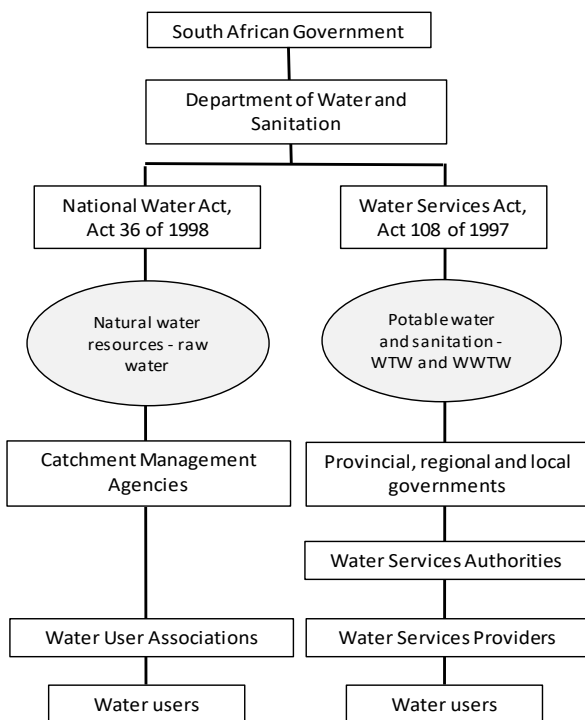 South African Government
Department of Water and
Sanitation
National Water Act,
Act 36 of 1998
Water Services Act,
Act 108 of 1997
Natural water
resources - raw
water
Potable water
and sanitation -
WTW and WWTW
Catchment Management
Agencies
Provincial, regional and local
governments
Water Services Authorities
Water User Associations
Water Services Providers
Water users
Water users